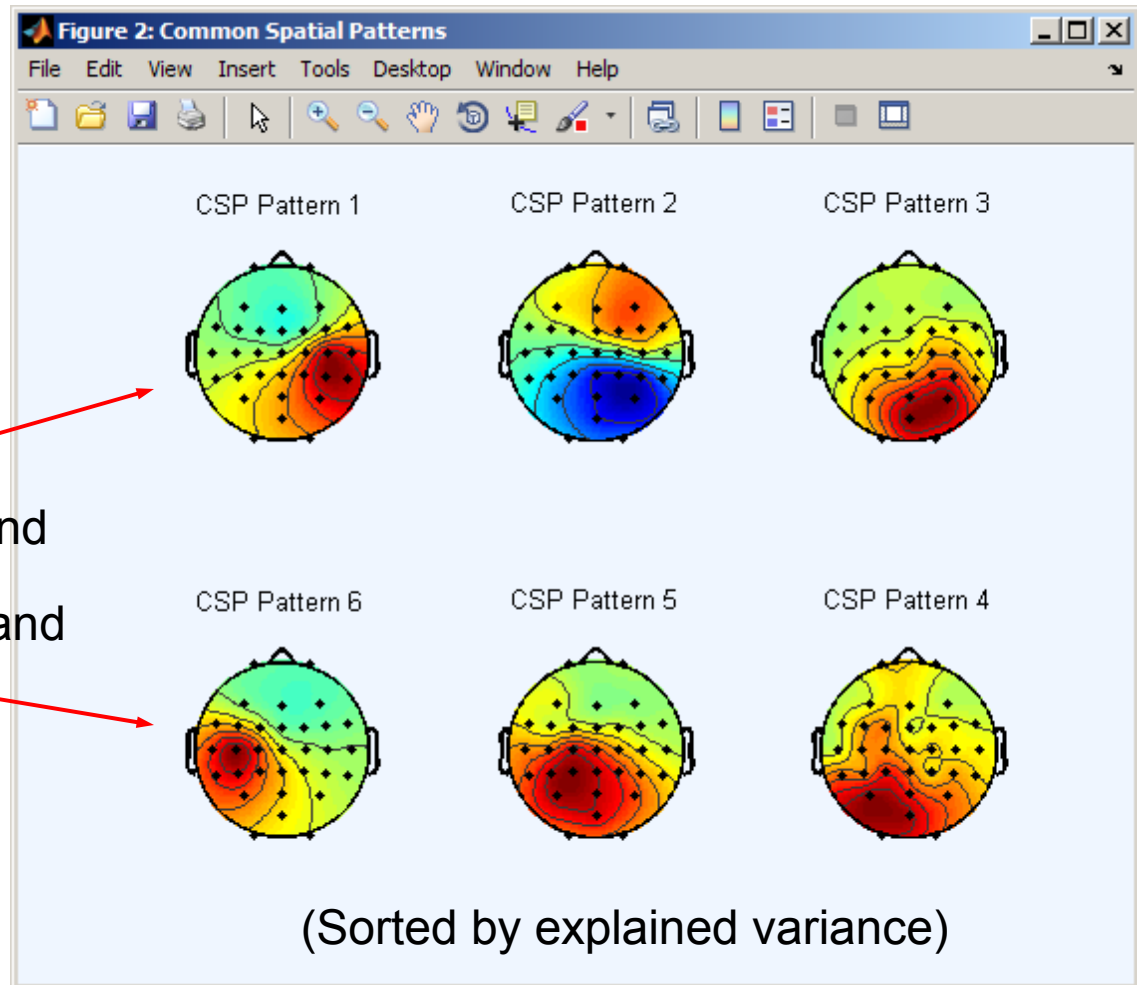 Figure 2: Common Spatial Patterns
File Edit View Insert Tools Desktop Window Help
CSP Pattern 1 CSP Pattern 2 CSP Pattern 3
nd
and
CSP Pattern 6 CSP Pattern 5 CSP Pattern 4
(Sorted by explained variance)